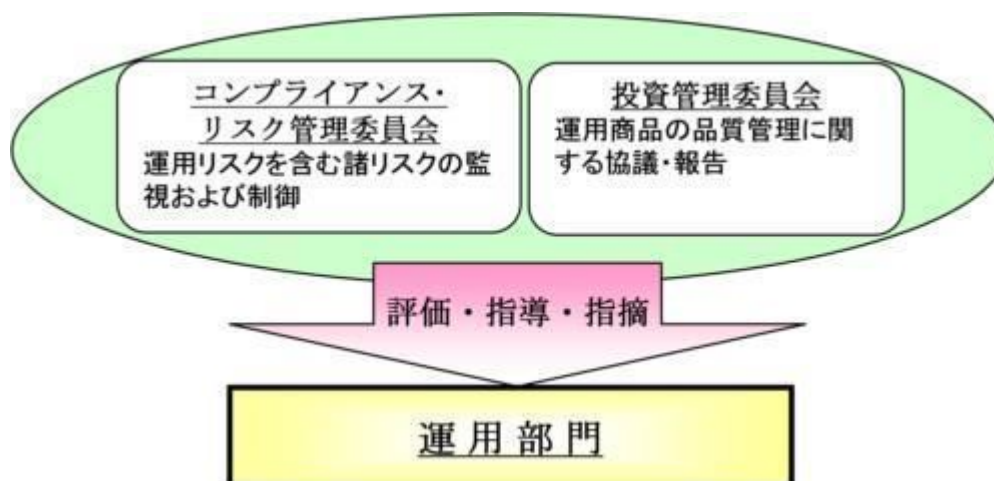 コンプライアンス・
リスク管理委員会
運用リスクを含む諸リスクの監
視および制御
投資管理委員会
運用商品の品質管理に関
する協議・報告
評価・指導・指摘
運用部門